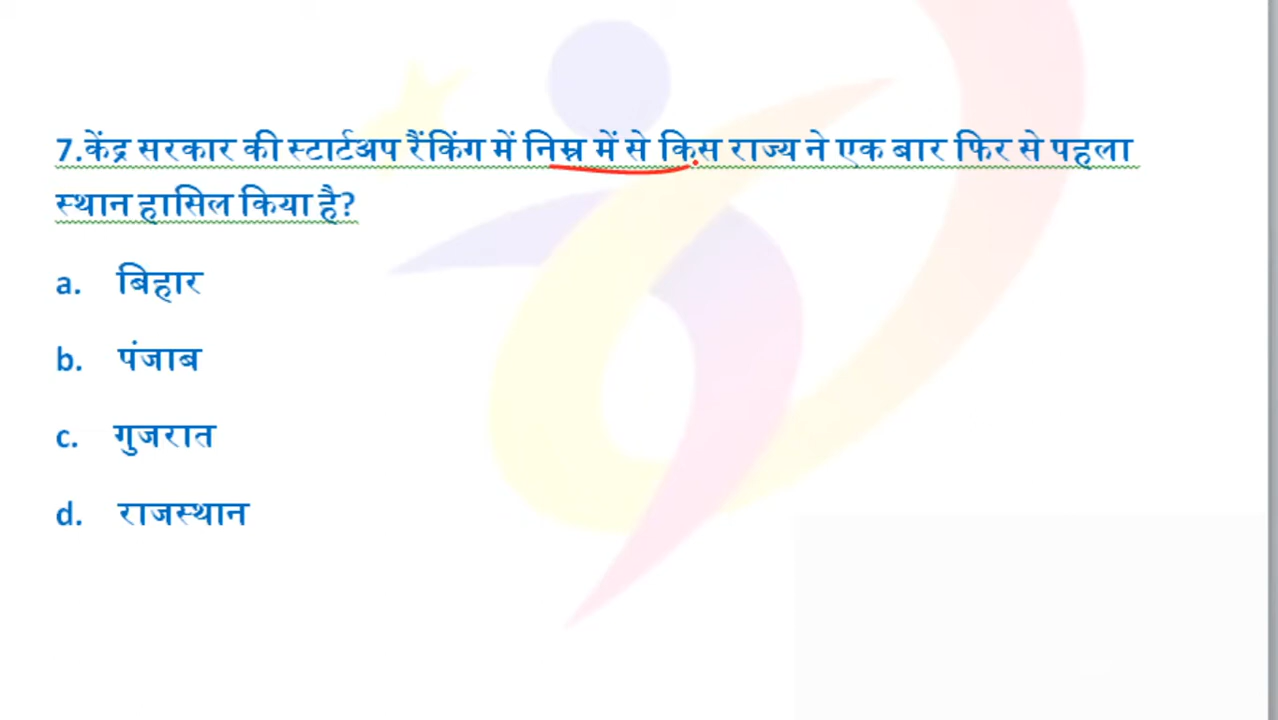 7.केंद्र सरकार की स्टार्टअप रैंकिंग में निम्न में से किस राज्य ने एक बार फिर से पहला
स्थान हासिल किया है?
a. बिहार
b. पंजाब
c. गुजरात
d. राजस्थान